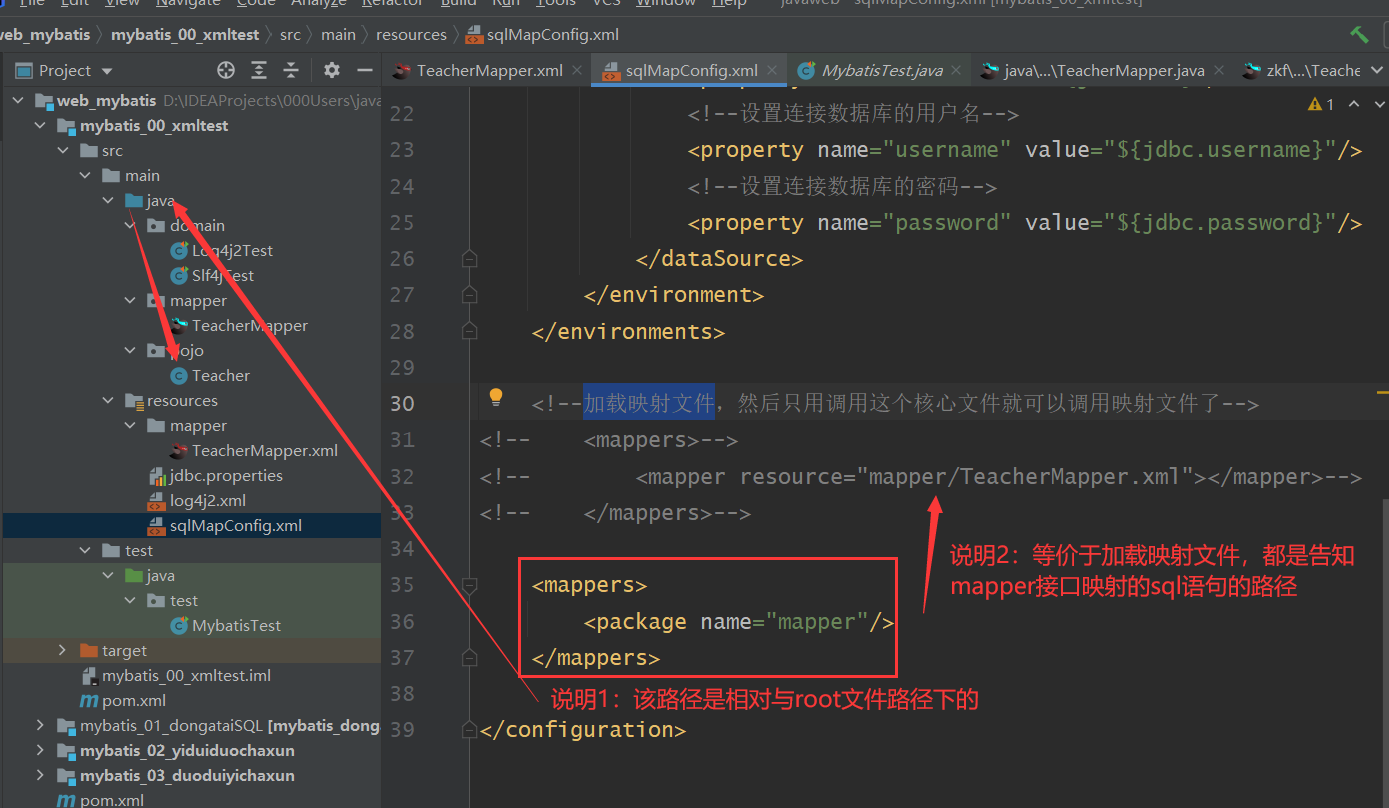 File Edit View Navigate Code Analyze Refactor Build Run Tools VCS Window Help javaweb - sqlMapConfig.xml [mybatis_00_xmltest]
web_mybatis mybatis_00_xmltest src main resources sqlMapConfig.xml
Project TeacherMapper.xml sqlMapConfig.xml MybatisTest.java java\...\TeacherMapper.java zkf\...\Teache
web_mybatis D:\IDEAProjects\000Users\java
mybatis_00_xmltest
src
main
java
domain
Log4j2Test
Slf4jTest
mapper
TeacherMapper
pojo
Teacher
resources
mapper
TeacherMapper.xml
jdbc.properties
log4j2.xml
sqlMapConfig.xml
test
java
test
MybatisTest
target
mybatis_00_xmltest.iml
pom.xml
mybatis_01_dongataiSQL [mybatis_dong
mybatis_02_yiduiduochaxun
mybatis_03_duoduiyichaxun
pom.xml
1
22 <!--设置连接数据库的用户名-->
23 <property name="username" value="${jdbc.username}"/>
24 <!--设置连接数据库的密码-->
25 <property name="password" value="${jdbc.password}"/>
26 </dataSource>
27 </environment>
28 </environments>
29
30 <!--加载映射文件，然后只用调用这个核心文件就可以调用映射文件了-->
31 <!-- <mappers>-->
32 <!-- <mapper resource="mapper/TeacherMapper.xml"></mapper>-->
33 <!-- </mappers>-->
34
35 <mappers>
36 <package name="mapper"/>
37 </mappers>
38
39 </configuration>
说明2：等价于加载映射文件，都是告知
mapper接口映射的sql语句的路径
说明1：该路径是相对与root文件路径下的